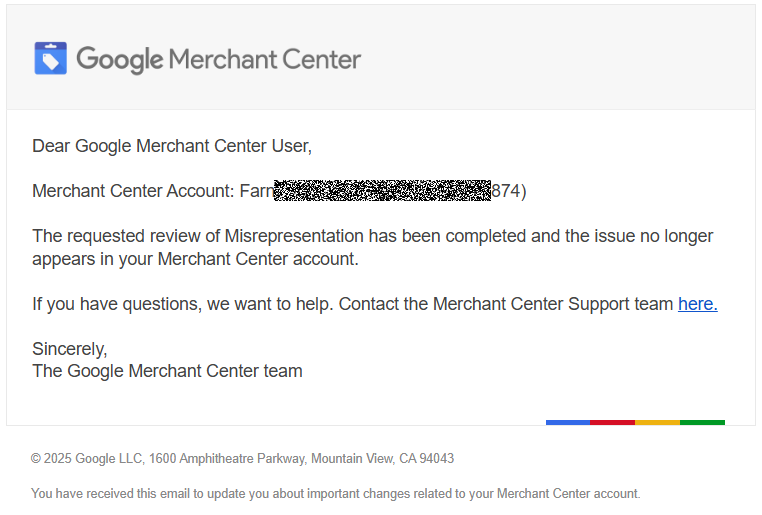 Google Merchant Center
Dear Google Merchant Center User,
Merchant Center Account: Farm 874)
The requested review of Misrepresentation has been completed and the issue no longer
appears in your Merchant Center account.
If you have questions, we want to help. Contact the Merchant Center Support team here.
Sincerely,
The Google Merchant Center team
© 2025 Google LLC, 1600 Amphitheatre Parkway, Mountain View, CA 94043
You have received this email to update you about important changes related to your Merchant Center account.